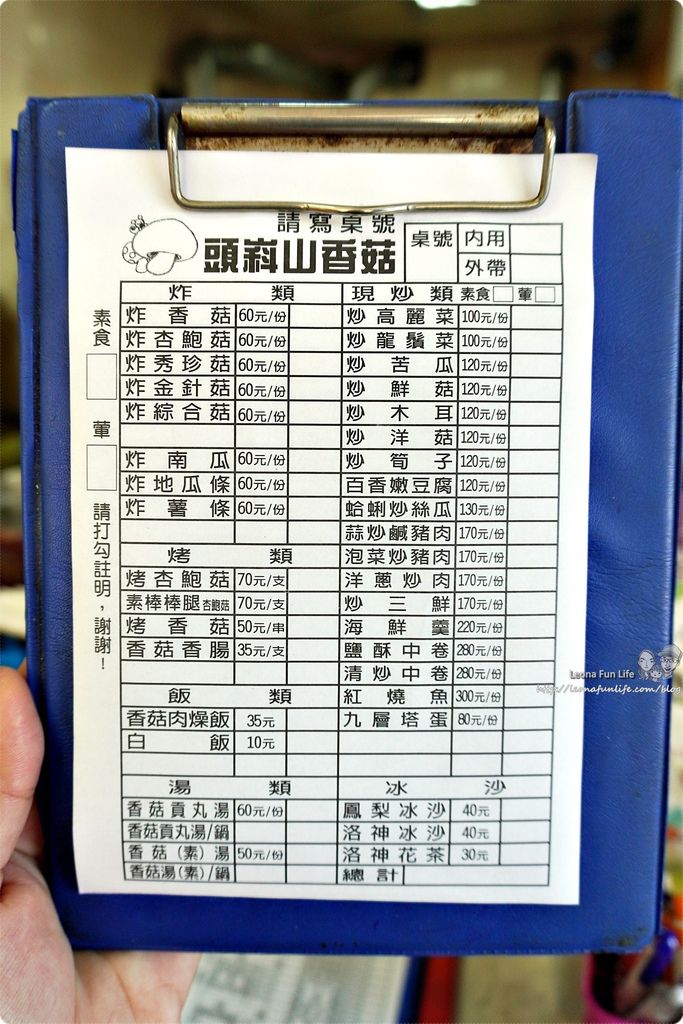 請寫桌號
頭嵙山香菇
桌號 內用
外帶
素食 葷 請打勾註明，謝謝！
炸類
炸香菇 60元/份
炸杏鮑菇 60元/份
炸秀珍菇 60元/份
炸金針菇 60元/份
炸綜合菇 60元/份
炸南瓜 60元/份
炸地瓜條 60元/份
炸薯條 60元/份
烤類
烤杏鮑菇 70元/支
素棒棒腿杏鮑菇 70元/支
烤香菇 50元/串
香菇香腸 35元/支
飯類
香菇肉燥飯 35元
白飯 10元
湯類
香菇貢丸湯 60元/份
香菇貢丸湯/鍋
香菇(素)湯 50元/份
香菇湯(素)/鍋
現炒類 素食 葷
炒高麗菜 100元/份
炒龍鬚菜 100元/份
炒苦瓜 120元/份
炒鮮菇 120元/份
炒木耳 120元/份
炒洋菇 120元/份
炒筍子 120元/份
百香嫩豆腐 120元/份
蛤蜊炒絲瓜 130元/份
蒜炒鹹豬肉 170元/份
泡菜炒豬肉 170元/份
洋蔥炒肉 170元/份
炒三鮮 170元/份
海鮮羹 220元/份
鹽酥中卷 280元/份
清炒中卷 280元/份
紅燒魚 300元/份
九層塔蛋 80元/份
冰沙
鳳梨冰沙 40元
洛神冰沙 40元
洛神花茶 30元
總計
Leona Fun Life
http://leonafunlife.com/blog